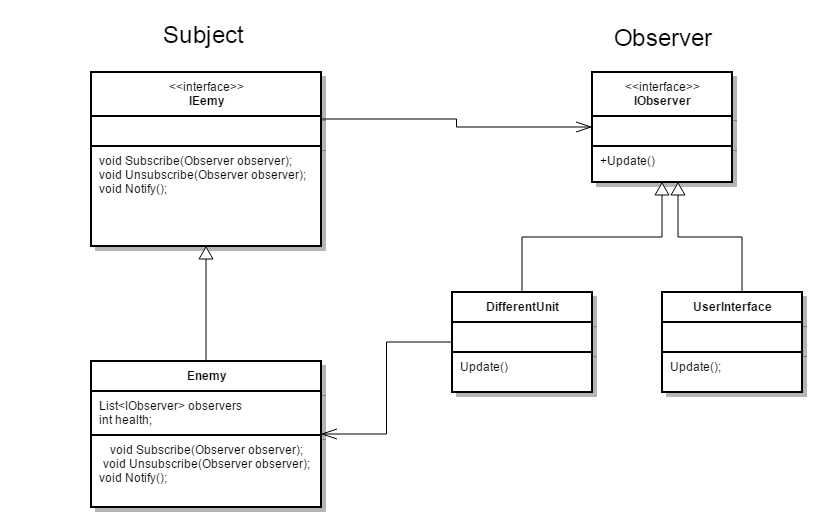 Subject
Observer
<<interface>>
IEemy
void Subscribe(Observer observer);
void Unsubscribe(Observer observer);
void Notify();
<<interface>>
IObserver
+Update()
DifferentUnit
Update()
UserInterface
Update();
Enemy
List<IObserver> observers
int health;
void Subscribe(Observer observer);
void Unsubscribe(Observer observer);
void Notify();